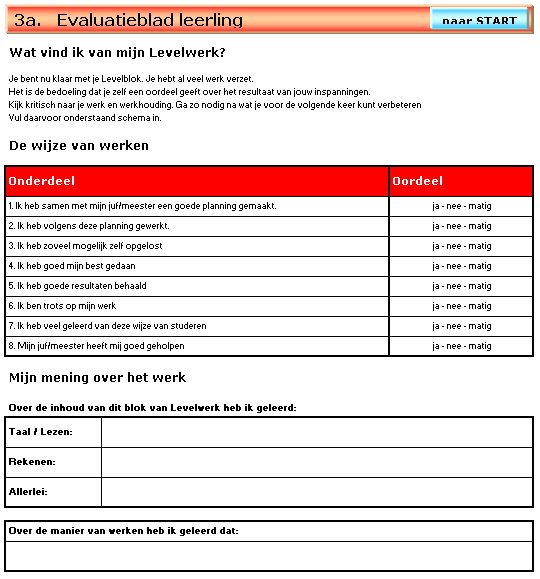 3a. Evaluatieblad leerling
naar START
Wat vind ik van mijn Levelwerk?
Je bent nu klaar met je Levelblok. Je hebt al veel werk verzet.
Het is de bedoeling dat je zelf een oordeel geeft over het resultaat van jouw inspanningen.
Kijk kritisch naar je werk en werkhouding. Ga zo nodig na wat je voor de volgende keer kunt verbeteren
Vul daarvoor onderstaand schema in.
De wijze van werken
Onderdeel Oordeel
1. Ik heb samen met mijn juf/meester een goede planning gemaakt. ja - nee - matig
2. Ik heb volgens deze planning gewerkt. ja - nee - matig
3. Ik heb zoveel mogelijk zelf opgelost ja - nee - matig
4. Ik heb goed mijn best gedaan ja - nee - matig
5. Ik heb goede resultaten behaald ja - nee - matig
6. Ik ben trots op mijn werk ja - nee - matig
7. Ik heb veel geleerd van deze wijze van studeren ja - nee - matig
8. Mijn juf/meester heeft mij goed geholpen ja - nee - matig
Mijn mening over het werk
Over de inhoud van dit blok van Levelwerk heb ik geleerd:
Taal / Lezen:
Rekenen:
Allerlei:
Over de manier van werken heb ik geleerd dat: